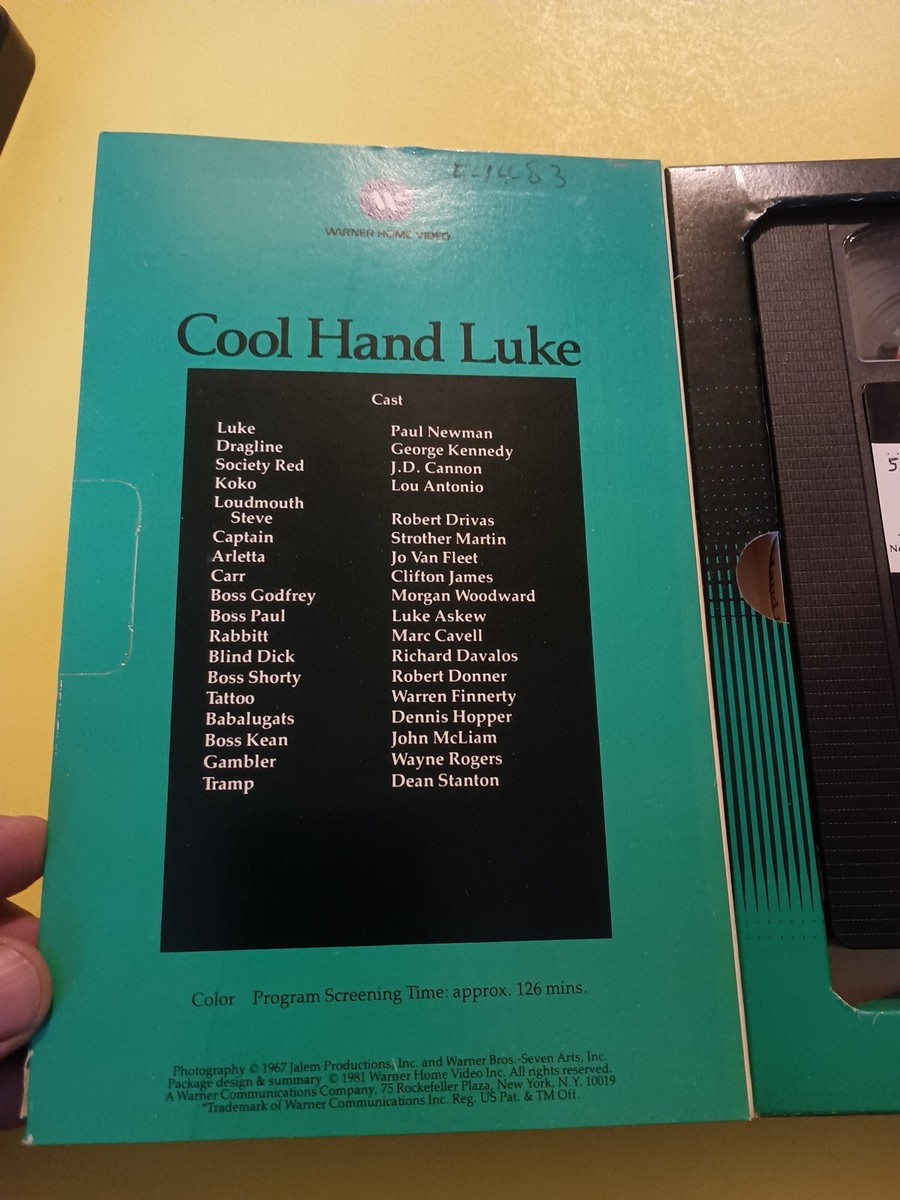 WARNER HOME VIDEO
Cool Hand Luke
Cast
Luke Paul Newman
Dragline George Kennedy
Society Red J.D. Cannon
Koko Lou Antonio
Loudmouth
Steve Robert Drivas
Captain Strother Martin
Arletta Jo Van Fleet
Carr Clifton James
Boss Godfrey Morgan Woodward
Boss Paul Luke Askew
Rabbitt Marc Cavell
Blind Dick Richard Davalos
Boss Shorty Robert Donner
Tattoo Warren Finnerty
Babalugats Dennis Hopper
Boss Kean John McLiam
Gambler Wayne Rogers
Tramp Dean Stanton
Color Program Screening Time: approx. 126 mins.
Photography © 1967 Jalem Productions, Inc. and Warner Bros.-Seven Arts, Inc.
Package design & summary © 1981 Warner Home Video Inc. All rights reserved.
A Warner Communications Company, 75 Rockefeller Plaza, New York, N.Y. 10019
*Trademark of Warner Communications Inc. Reg. US Pat. & TM Off.
5